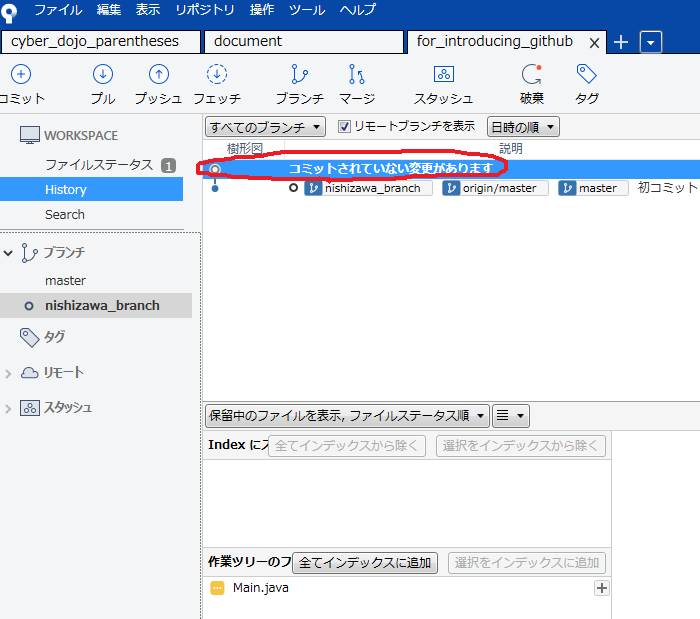 ファイル 編集 表示 リポジトリ 操作 ツール ヘルプ
cyber_dojo_parentheses document for_introducing_github
コミット プル プッシュ フェッチ ブランチ マージ スタッシュ 破棄 タグ
WORKSPACE
ファイルステータス 1
History
Search
ブランチ
master
nishizawa_branch
タグ
リモート
スタッシュ
すべてのブランチ リモートブランチを表示 日時の順
樹形図 説明
コミットされていない変更があります
nishizawa_branch origin/master master 初コミット
保留中のファイルを表示, ファイルステータス順
Index に 全てインデックスから除く 選択をインデックスから除く
作業ツリーのフ 全てインデックスに追加 選択をインデックスに追加
Main.java